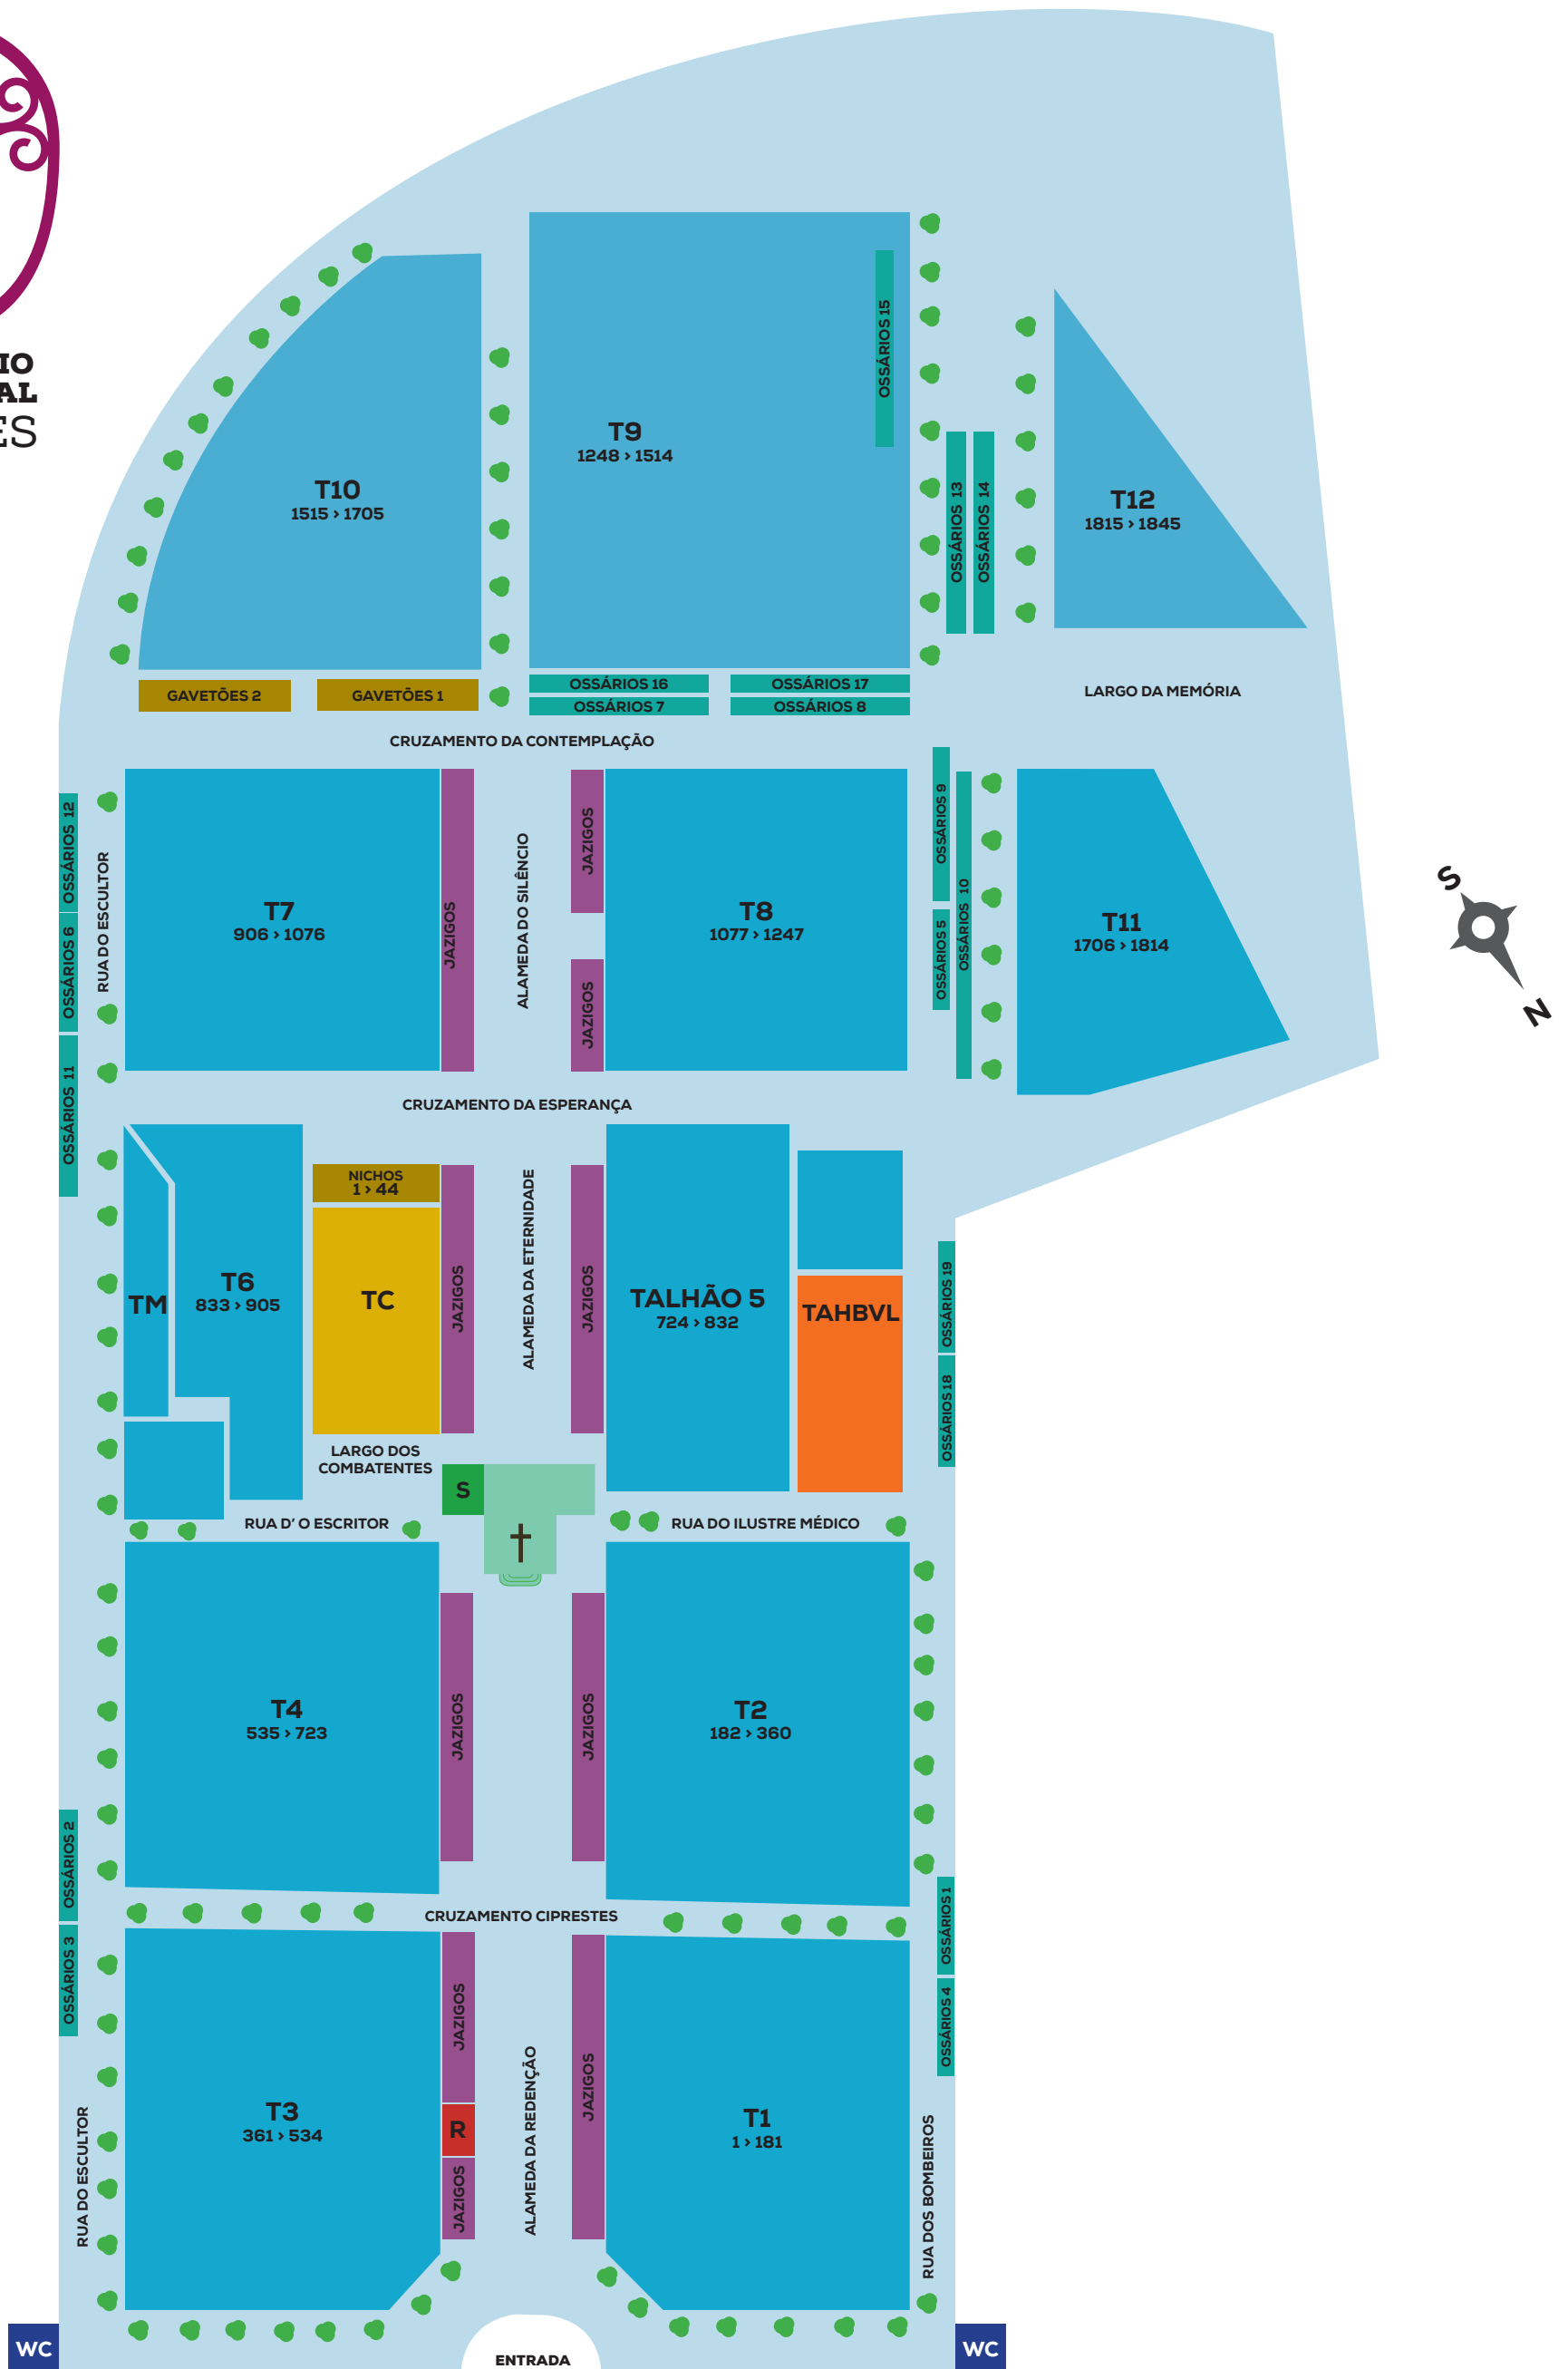 IO
AL
ES
OSSÁRIOS 15
T9
1248 › 1514
T10
1515 › 1705
OSSÁRIOS 13
OSSÁRIOS 14
T12
1815 › 1845
GAVETÕES 2
GAVETÕES 1
OSSÁRIOS 16
OSSÁRIOS 17
OSSÁRIOS 7
OSSÁRIOS 8
LARGO DA MEMÓRIA
CRUZAMENTO DA CONTEMPLAÇÃO
OSSÁRIOS 12
OSSÁRIOS 6
OSSÁRIOS 11
RUA DO ESCULTOR
T7
906 › 1076
JAZIGOS
ALAMEDA DO SILÊNCIO
JAZIGOS
JAZIGOS
T8
1077 › 1247
OSSÁRIOS 9
OSSÁRIOS 5
OSSÁRIOS 10
T11
1706 › 1814
S
N
CRUZAMENTO DA ESPERANÇA
TM
T6
833 › 905
NICHOS
1 › 44
TC
JAZIGOS
ALAMEDA DA ETERNIDADE
JAZIGOS
TALHÃO 5
724 › 832
TAHBVL
OSSÁRIOS 19
OSSÁRIOS 18
LARGO DOS
COMBATENTES
S
RUA D’ O ESCRITOR
RUA DO ILUSTRE MÉDICO
T4
535 › 723
JAZIGOS
JAZIGOS
T2
182 › 360
OSSÁRIOS 2
OSSÁRIOS 3
CRUZAMENTO CIPRESTES
OSSÁRIOS 1
OSSÁRIOS 4
RUA DO ESCULTOR
T3
361 › 534
JAZIGOS
R
JAZIGOS
ALAMEDA DA REDENÇÃO
JAZIGOS
T1
1 › 181
RUA DOS BOMBEIROS
WC
ENTRADA
WC